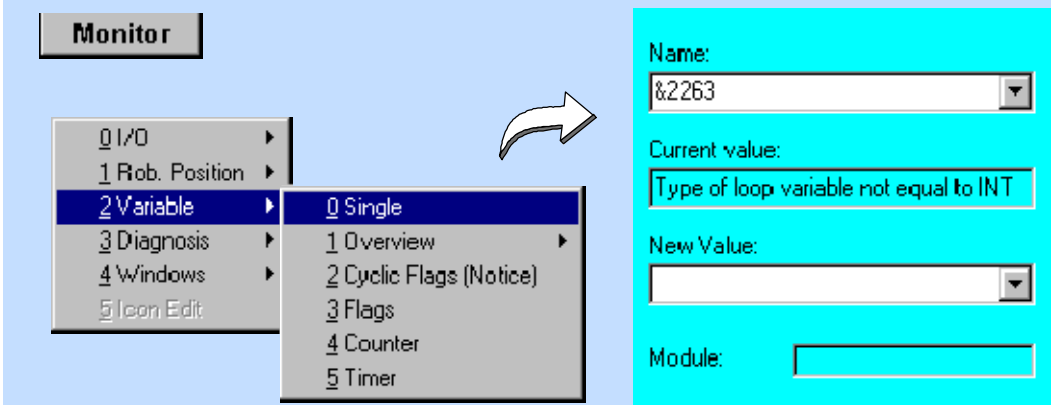 Monitor
0 I/O
1 Rob. Position
2 Variable
3 Diagnosis
4 Windows
5 Icon Edit
0 Single
1 Overview
2 Cyclic Flags (Notice)
3 Flags
4 Counter
5 Timer
Name:
&2263
Current value:
Type of loop variable not equal to INT
New Value:
Module: